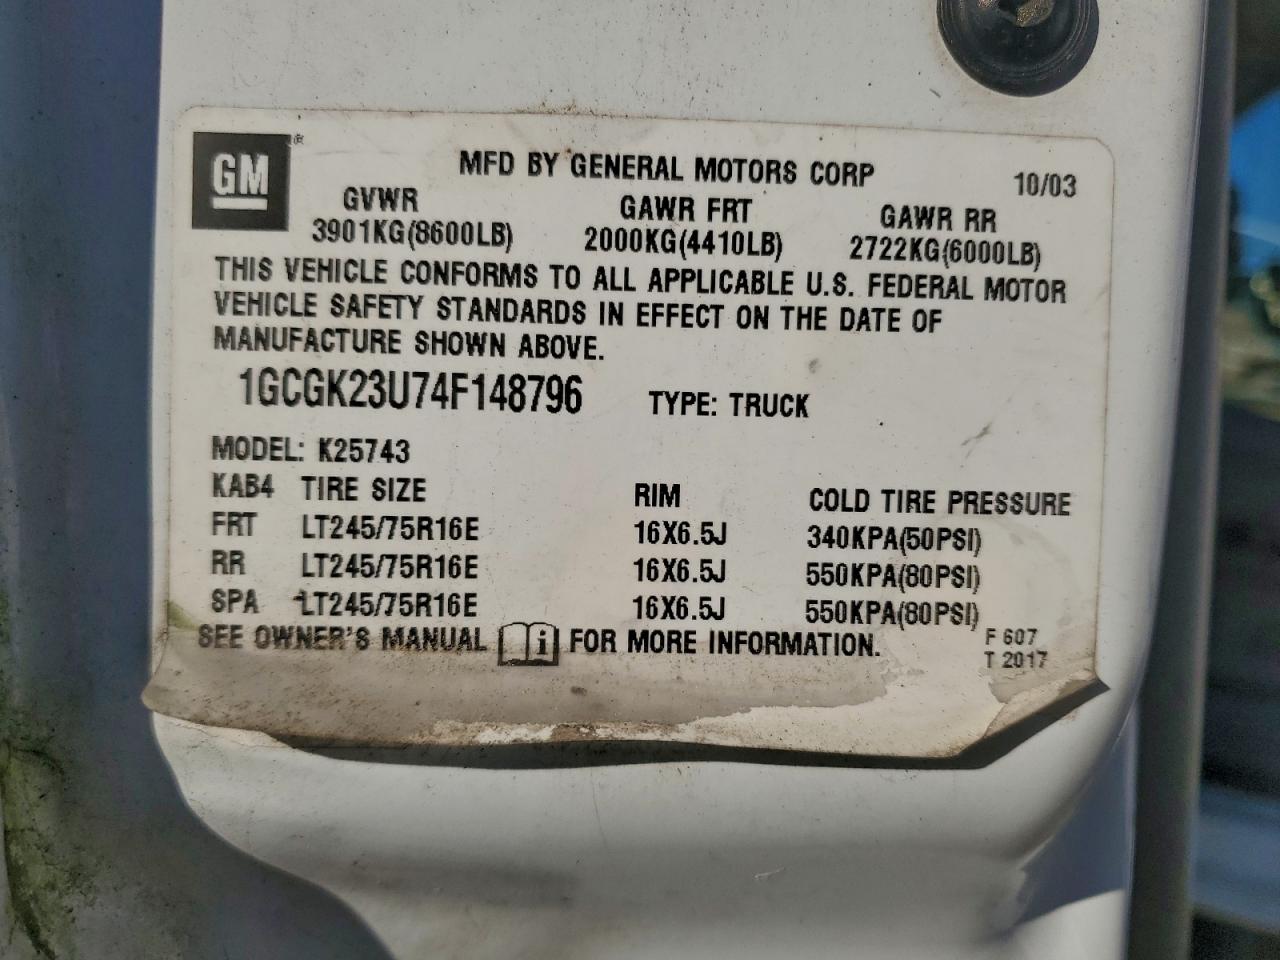 GM ®
MFD BY GENERAL MOTORS CORP 10/03
GVWR GAWR FRT GAWR RR
3901KG(8600LB) 2000KG(4410LB) 2722KG(6000LB)
THIS VEHICLE CONFORMS TO ALL APPLICABLE U.S. FEDERAL MOTOR
VEHICLE SAFETY STANDARDS IN EFFECT ON THE DATE OF
MANUFACTURE SHOWN ABOVE.
1GCGK23U74F148796 TYPE: TRUCK
MODEL: K25743
KAB4 TIRE SIZE RIM COLD TIRE PRESSURE
FRT LT245/75R16E 16X6.5J 340KPA(50PSI)
RR LT245/75R16E 16X6.5J 550KPA(80PSI)
SPA LT245/75R16E 16X6.5J 550KPA(80PSI)
SEE OWNER'S MANUAL i FOR MORE INFORMATION.
F 607
T 2017